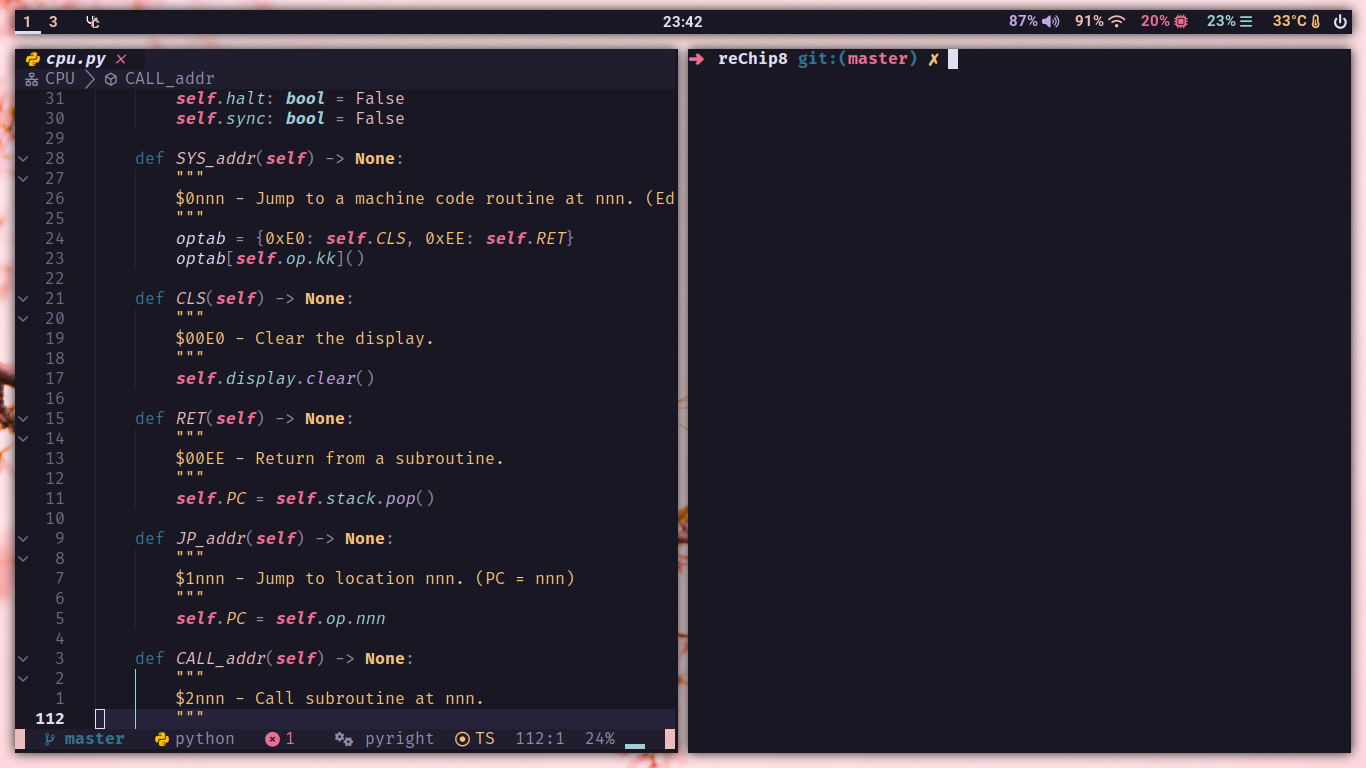 1 3
23:42
87% 91% 20% 23% 33°C
cpu.py ×
CPU > CALL_addr
31 self.halt: bool = False
30 self.sync: bool = False
29
28 def SYS_addr(self) -> None:
27 """
26 $0nnn - Jump to a machine code routine at nnn. (Ed
25 """
24 optab = {0xE0: self.CLS, 0xEE: self.RET}
23 optab[self.op.kk]()
22
21 def CLS(self) -> None:
20 """
19 $00E0 - Clear the display.
18 """
17 self.display.clear()
16
15 def RET(self) -> None:
14 """
13 $00EE - Return from a subroutine.
12 """
11 self.PC = self.stack.pop()
10
9 def JP_addr(self) -> None:
8 """
7 $1nnn - Jump to location nnn. (PC = nnn)
6 """
5 self.PC = self.op.nnn
4
3 def CALL_addr(self) -> None:
2 """
1 $2nnn - Call subroutine at nnn.
112 """
master python 1 pyright TS 112:1 24%
➜ reChip8 git:(master) ✗